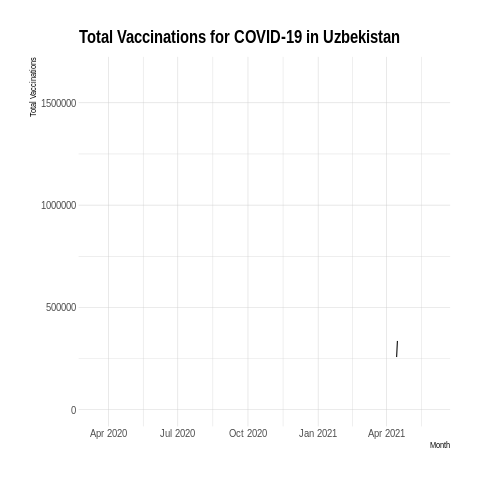 Total Vaccinations for COVID-19 in Uzbekistan
Total Vaccinations
1500000
1000000
500000
0
Apr 2020 Jul 2020 Oct 2020 Jan 2021 Apr 2021
Month